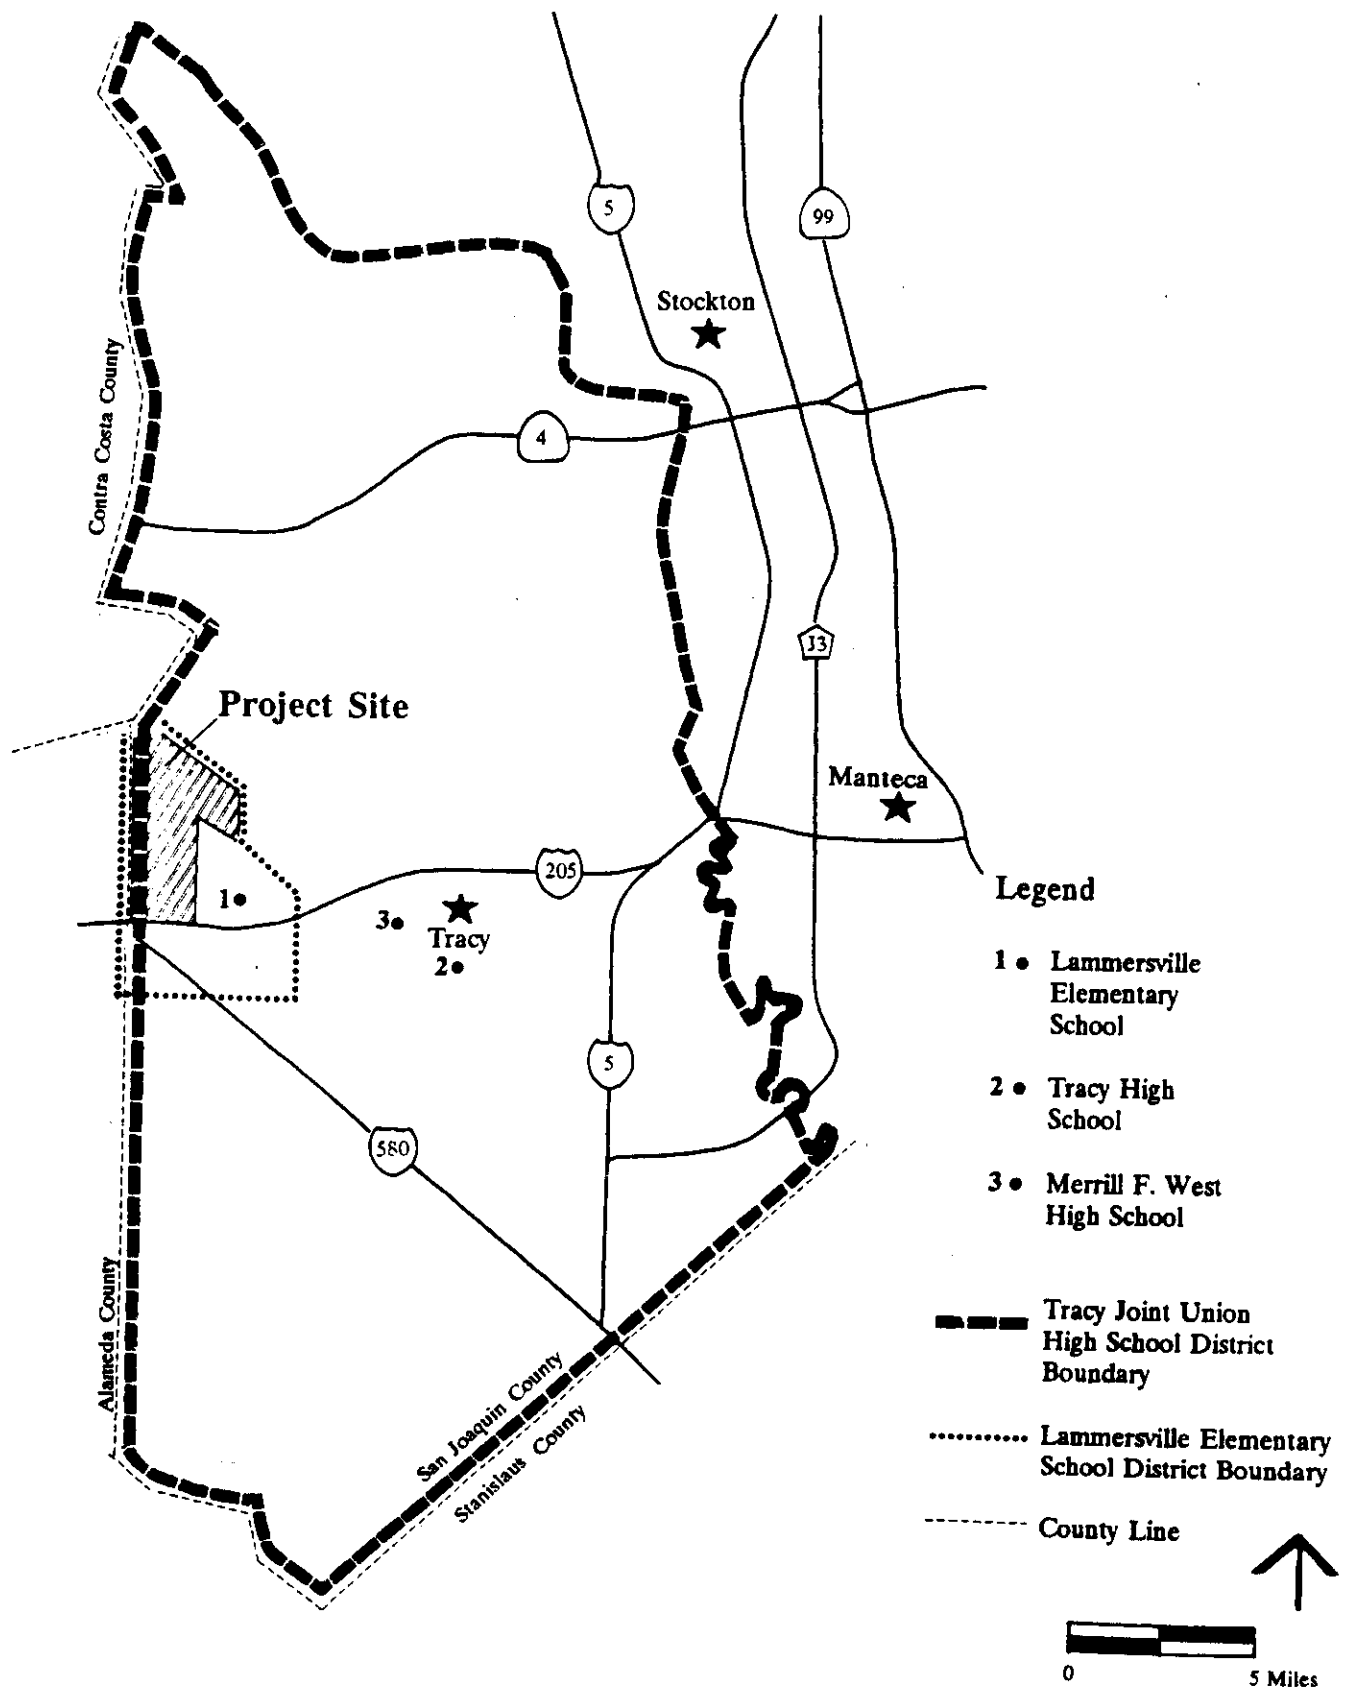 5
99
Stockton
Contra Costa County
4
J3
Project Site
Manteca
205
Legend
1
3
Tracy
2
1 Lammersville
Elementary
School
5
2 Tracy High
School
580
3 Merrill F. West
High School
Alameda County
Tracy Joint Union
High School District
Boundary
San Joaquin County
Stanislaus County
Lammersville Elementary
School District Boundary
County Line
0 5 Miles